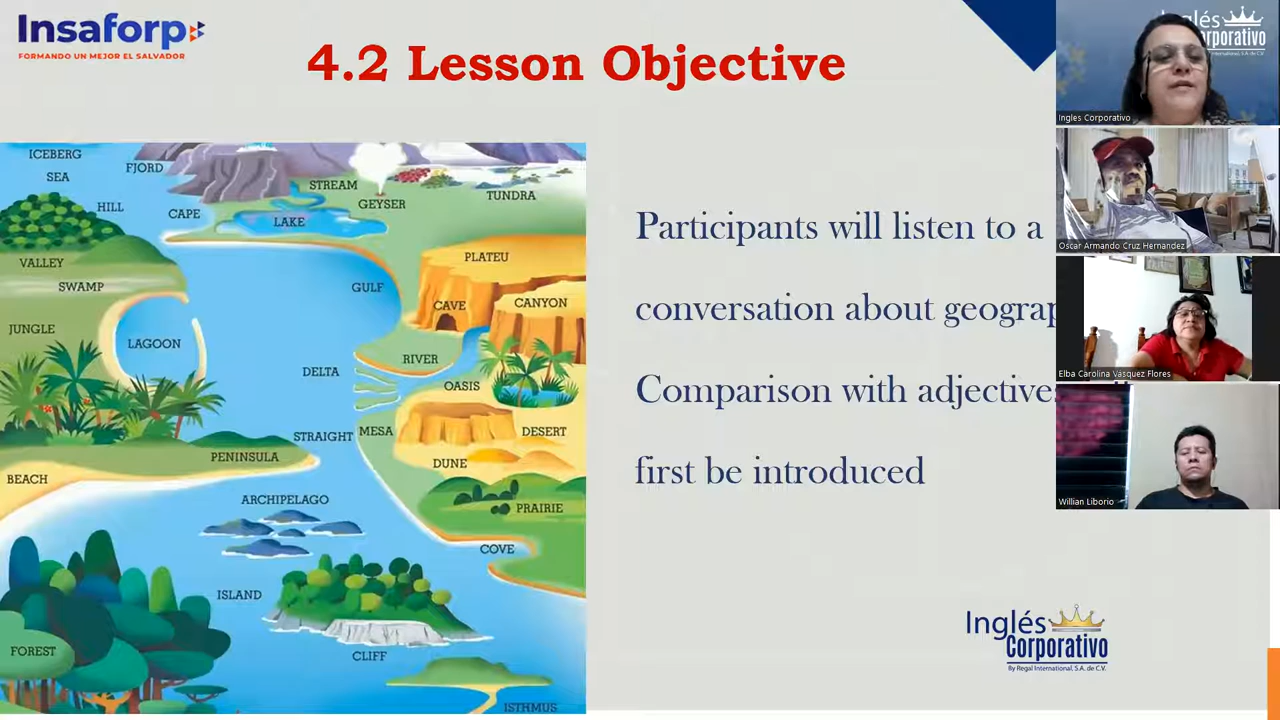 Insaforp
FORMANDO UN MEJOR EL SALVADOR
4.2 Lesson Objective
ICEBERG
SEA
FJORD
HILL
CAPE
STREAM
LAKE
GEYSER
TUNDRA
VALLEY
SWAMP
GULF
PLATEU
CAVE
CANYON
JUNGLE
LAGOON
DELTA
RIVER
OASIS
STRAIGHT
MESA
DESERT
PENINSULA
DUNE
BEACH
ARCHIPELAGO
PRAIRIE
COVE
ISLAND
FOREST
CLIFF
ISTHMUS
Participants will listen to a
conversation about geograp
Comparison with adjective
first be introduced
Inglés
Corporativo
By Regal International, S.A. de C.V.
Ingles Corporativo
Oscar Armando Cruz Hernandez
Elba Carolina Vasquez Flores
Willian Liborio